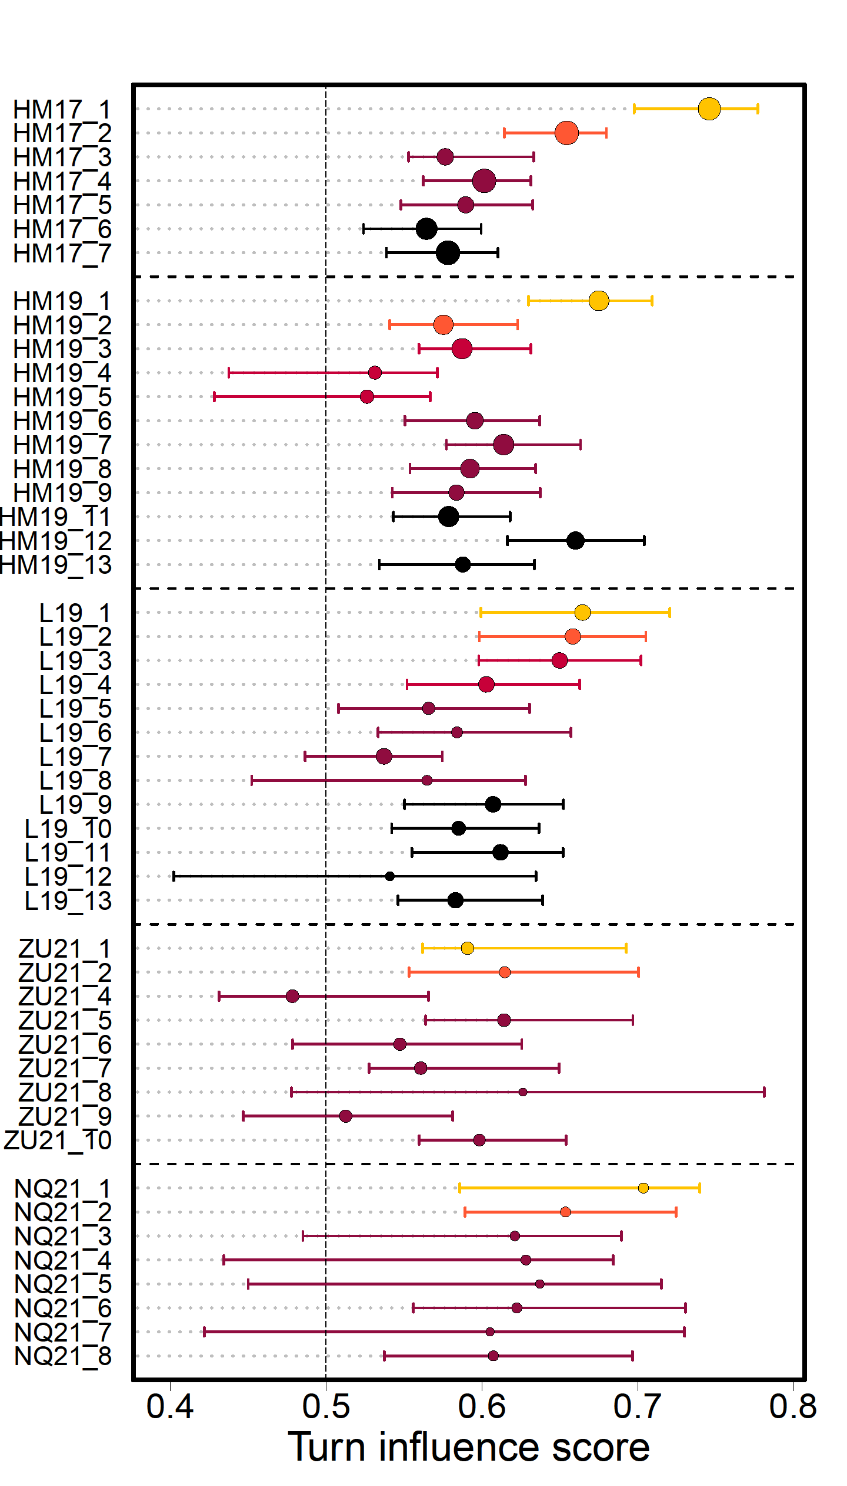 HM17_1
HM17_2
HM17_3
HM17_4
HM17_5
HM17_6
HM17_7
HM19_1
HM19_2
HM19_3
HM19_4
HM19_5
HM19_6
HM19_7
HM19_8
HM19_9
HM19_11
HM19_12
HM19_13
L19_1
L19_2
L19_3
L19_4
L19_5
L19_6
L19_7
L19_8
L19_9
L19_10
L19_11
L19_12
L19_13
ZU21_1
ZU21_2
ZU21_4
ZU21_5
ZU21_6
ZU21_7
ZU21_8
ZU21_9
ZU21_10
NQ21_1
NQ21_2
NQ21_3
NQ21_4
NQ21_5
NQ21_6
NQ21_7
NQ21_8
0.4 0.5 0.6 0.7 0.8
Turn influence score